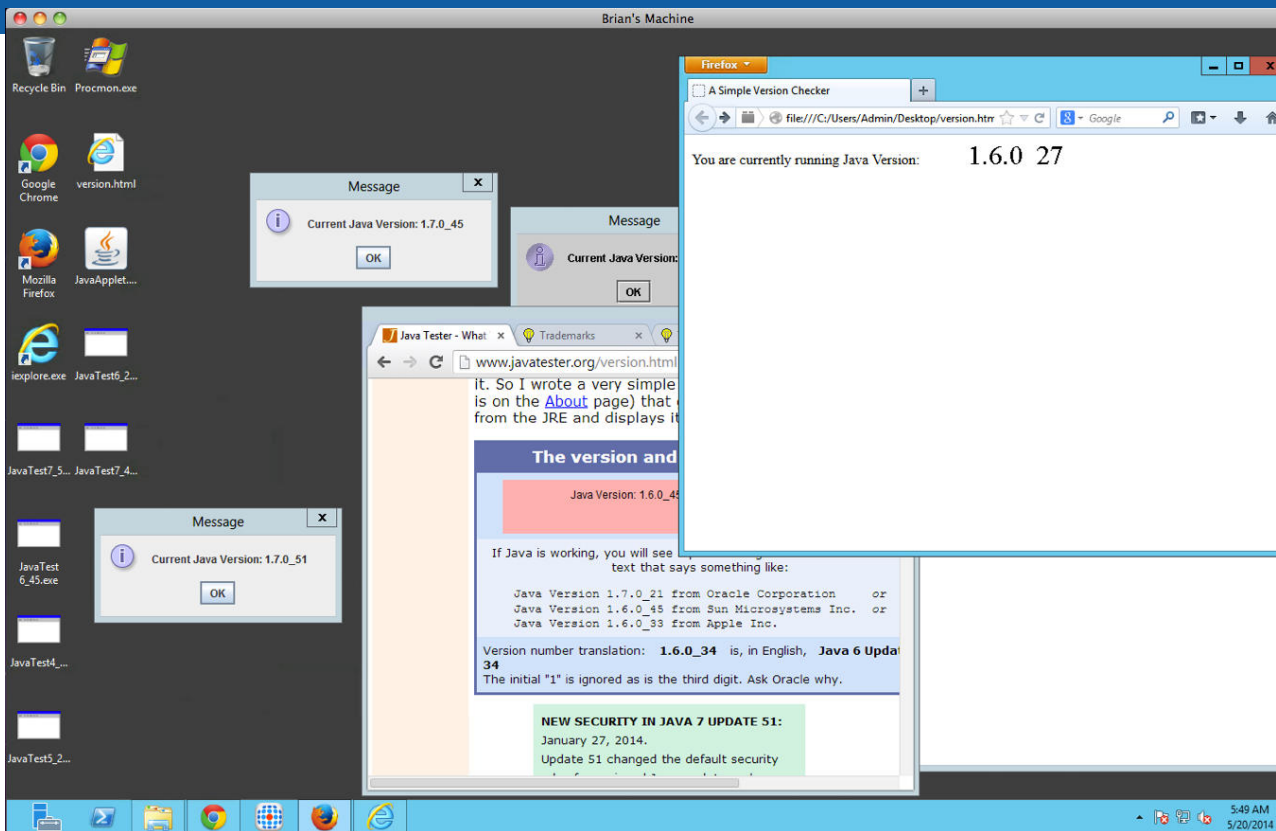 Brian's Machine
Recycle Bin
Procmon.exe
Google
Chrome
version.html
Mozilla
Firefox
JavaApplet....
iexplore.exe
JavaTest6_2...
JavaTest7_5...
JavaTest7_4...
JavaTest
6_45.exe
JavaTest4_...
JavaTest5_2...
Message
x
Current Java Version: 1.7.0_45
OK
Message
Current Java Version:
OK
Message
x
Current Java Version: 1.7.0_51
OK
Firefox
A Simple Version Checker
file:///C:/Users/Admin/Desktop/version.htm
Google
You are currently running Java Version: 1.6.0 27
Java Tester - What
Trademarks
www.javatester.org/version.html
it. So I wrote a very simple
is on the About page) that
from the JRE and displays it
The version and
Java Version: 1.6.0_45
If Java is working, you will see
text that says something like:
Java Version 1.7.0_21 from Oracle Corporation or
Java Version 1.6.0_45 from Sun Microsystems Inc. or
Java Version 1.6.0_33 from Apple Inc.
Version number translation: 1.6.0_34 is, in English, Java 6 Updat
34
The initial "1" is ignored as is the third digit. Ask Oracle why.
NEW SECURITY IN JAVA 7 UPDATE 51:
January 27, 2014.
Update 51 changed the default security
5:49 AM
5/20/2014